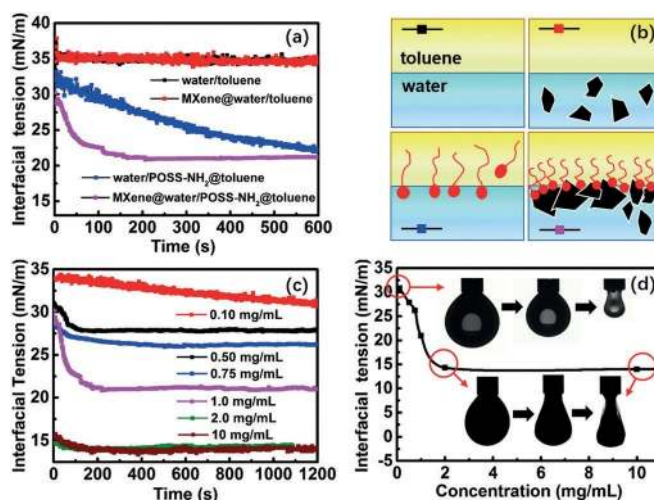 (a)
Interfacial tension (mN/m)
40
35
30
25
20
15
water/toluene
MXene@water/toluene
water/POSS-NH₂@toluene
MXene@water/POSS-NH₂@toluene
0 100 200 300 400 500 600
Time (s)
(b)
toluene
water
(c)
Interfacial Tension (mN/m)
35
30
25
20
15
0.10 mg/mL
0.50 mg/mL
0.75 mg/mL
1.0 mg/mL
2.0 mg/mL
10 mg/mL
0 200 400 600 800 1000 1200
Time (s)
(d)
Interfacial tension (mN/m)
35
30
25
20
15
10
5
0
0 2 4 6 8 10
Concentration (mg/mL)